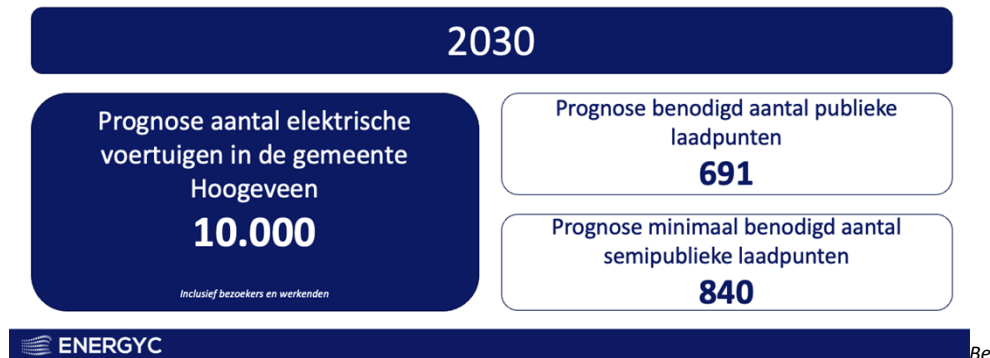 2030
Prognose aantal elektrische
voertuigen in de gemeente
Hoogeveen
10.000
Inclusief bezoekers en werkenden
Prognose benodigd aantal publieke
laadpunten
691
Prognose minimaal benodigd aantal
semipublieke laadpunten
840
ENERGYC
Be